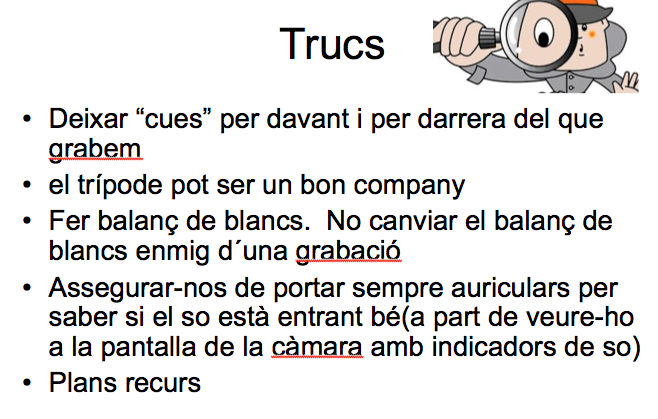 Trucs
• Deixar “cues” per davant i per darrera del que
grabem
• el trípode pot ser un bon company
• Fer balanç de blancs.  No canviar el balanç de
blancs enmig d´una grabació
• Assegurar-nos de portar sempre auriculars per
saber si el so està entrant bé(a part de veure-ho
a la pantalla de la càmara amb indicadors de so)
• Plans recurs